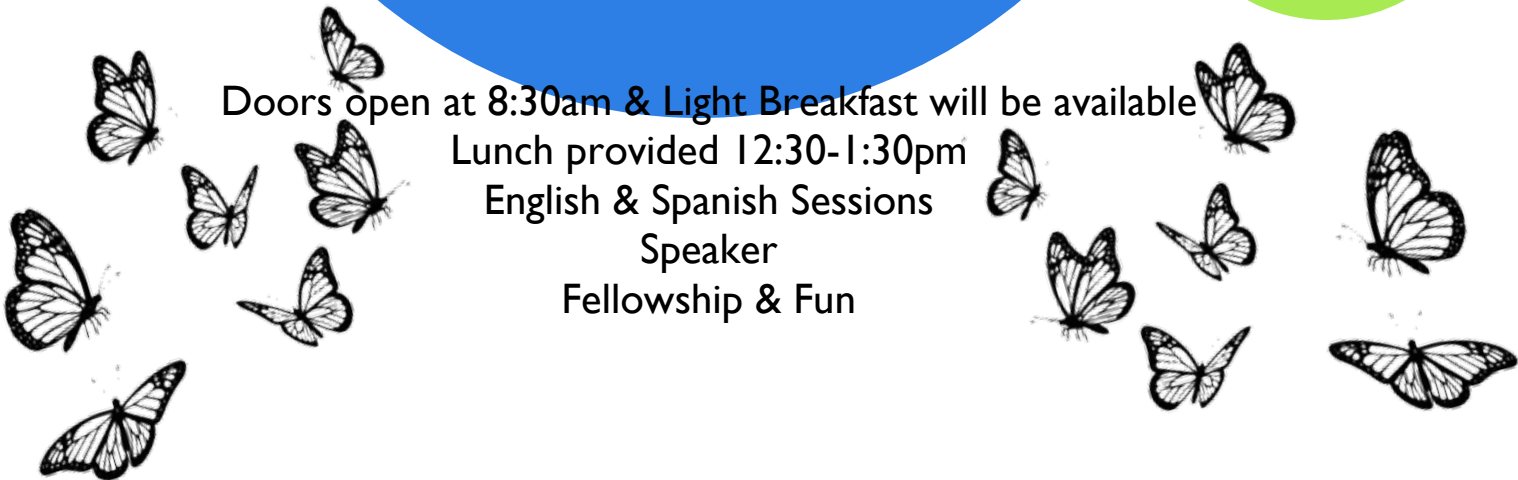 Doors open at 8:30am & Light Breakfast will be available
Lunch provided 12:30-1:30pm
English & Spanish Sessions
Speaker
Fellowship & Fun